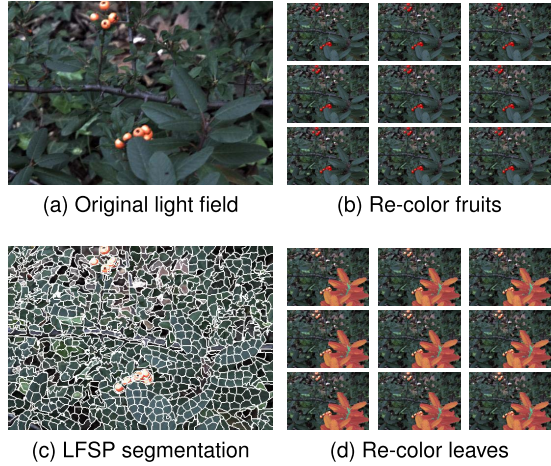 (a) Original light field
(b) Re-color fruits
(c) LFSP segmentation
(d) Re-color leaves